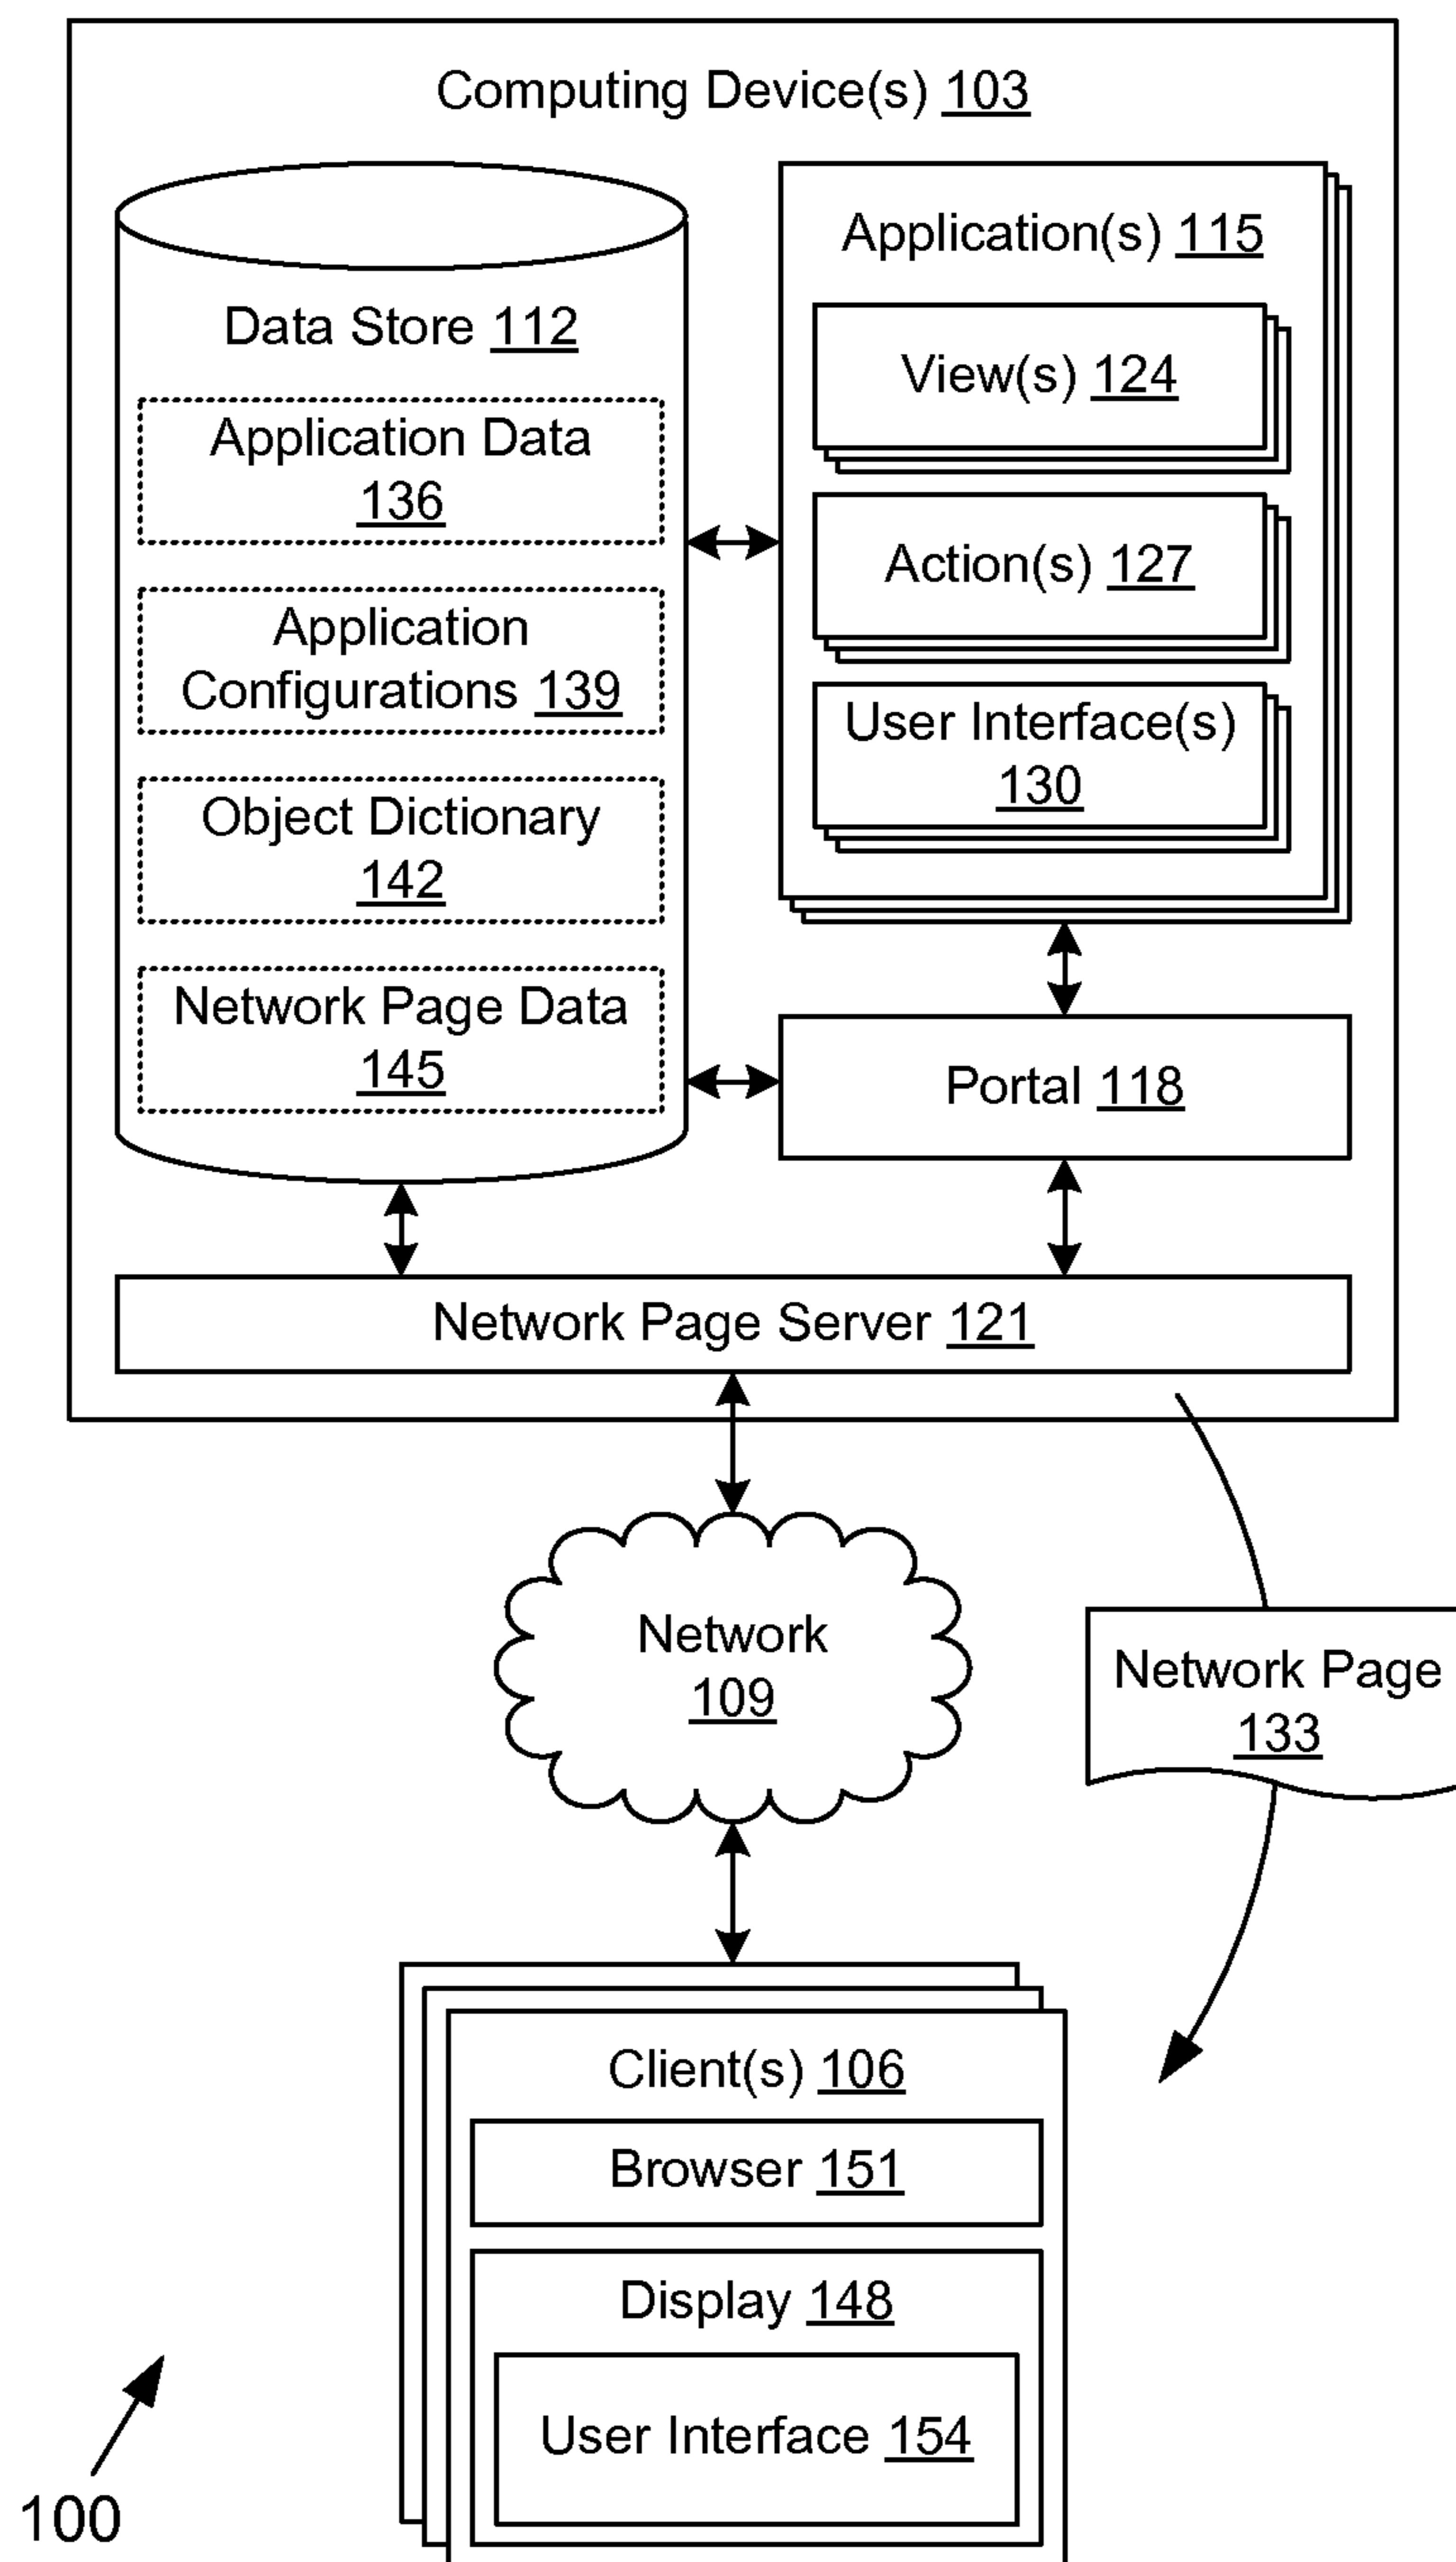 Computing Device(s) 103
Data Store 112
Application Data
136
Application
Configurations 139
Object Dictionary
142
Network Page Data
145
Application(s) 115
View(s) 124
Action(s) 127
User Interface(s)
130
Portal 118
Network Page Server 121
Network
109
Network Page
133
Client(s) 106
Browser 151
Display 148
User Interface 154
100